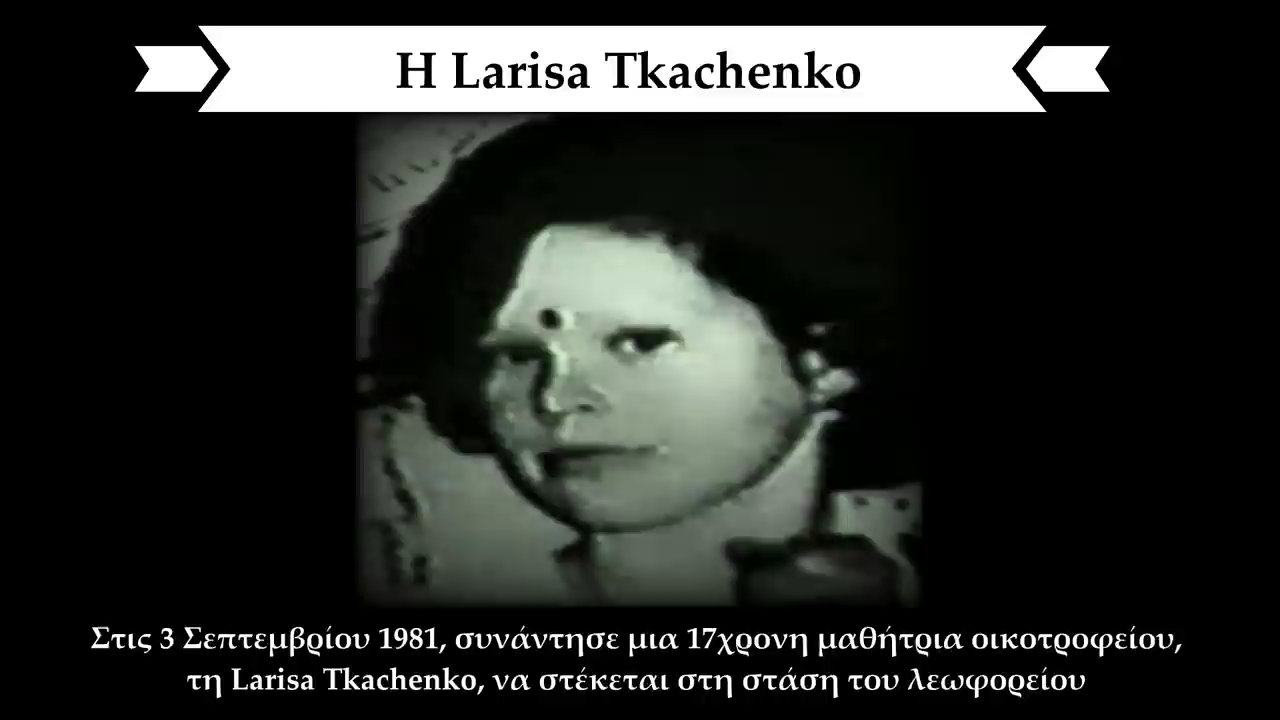 Η Larisa Tkachenko
Στις 3 Σεπτεμβρίου 1981, συνάντησε μια 17χρονη μαθήτρια οικοτροφείου,
τη Larisa Tkachenko, να στέκεται στη στάση του λεωφορείου